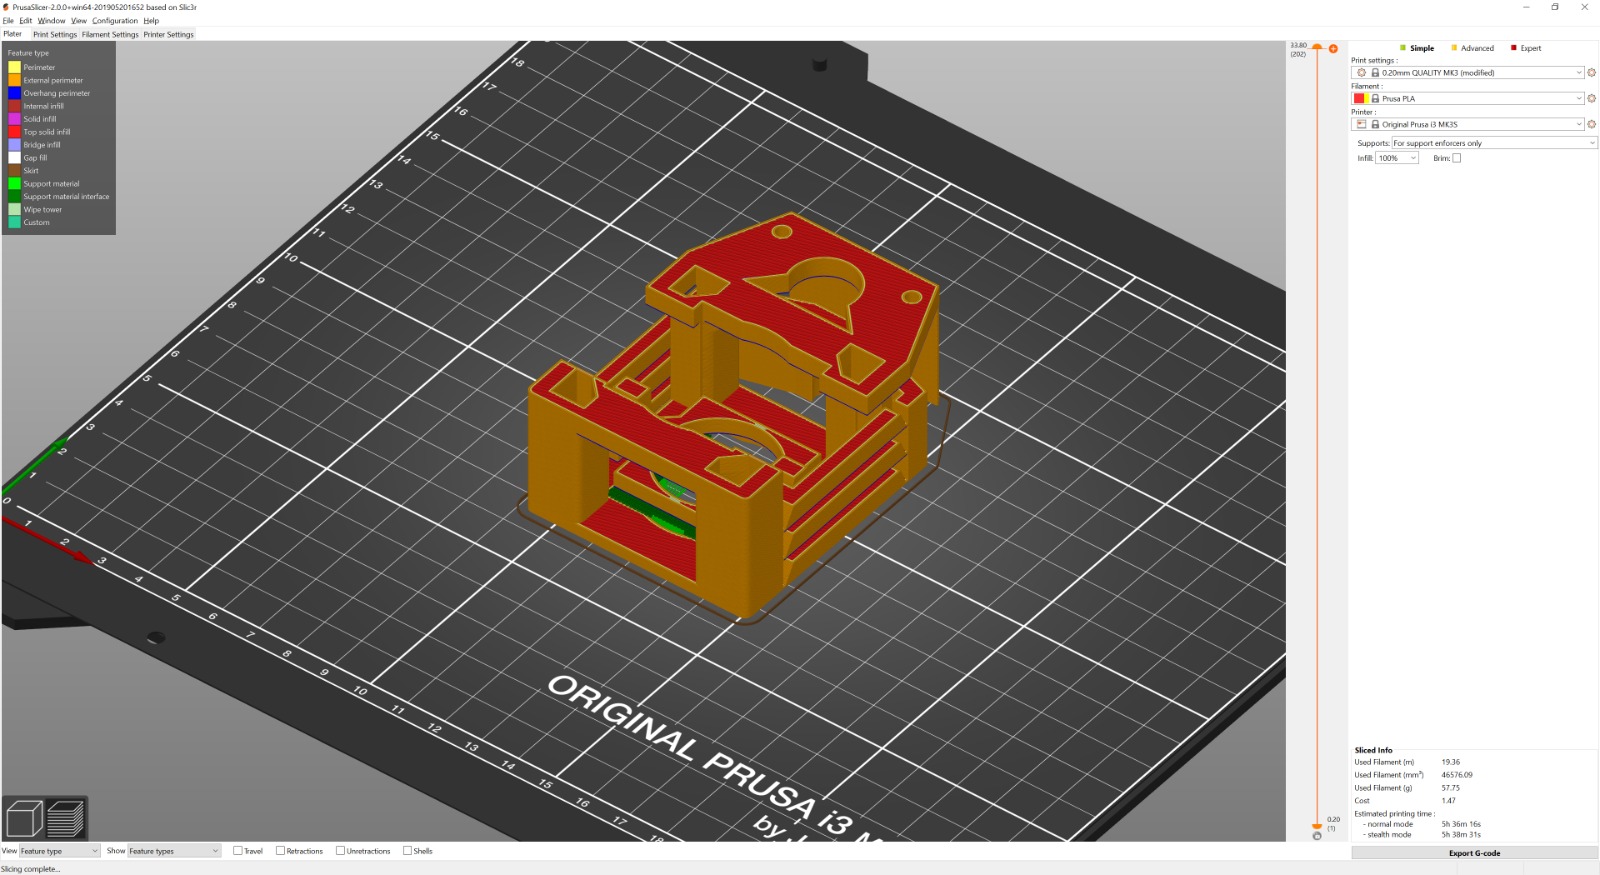 PrusaSlicer-2.0.0+win64-201905201652 based on Slic3r
File Edit Window View Configuration Help
Plater Print Settings Filament Settings Printer Settings
Feature type
Perimeter
External perimeter
Overhang perimeter
Internal infill
Solid infill
Top solid infill
Bridge infill
Gap fill
Skirt
Support material
Support material interface
Wipe tower
Custom
18
17
16
15
14
13
12
11
10
9
8
7
6
5
4
3
2
1
0
1
2
3
4
5
6
7
8
9
10
11
12
13
14
15
16
17
18
ORIGINAL PRUSA i3
by J
33.80
(202)
0.20
(1)
Simple Advanced Expert
Print settings :
0.20mm QUALITY MK3 (modified)
Filament :
Prusa PLA
Printer :
Original Prusa i3 MK3S
Supports: For support enforcers only
Infill: 100% Brim:
Sliced Info
Used Filament (m) 19.36
Used Filament (mm³) 46576.09
Used Filament (g) 57.75
Cost 1.47
Estimated printing time :
- normal mode 5h 36m 16s
- stealth mode 5h 38m 31s
View Feature type Show Feature types Travel Retractions Unretractions Shells
Export G-code
Slicing complete...